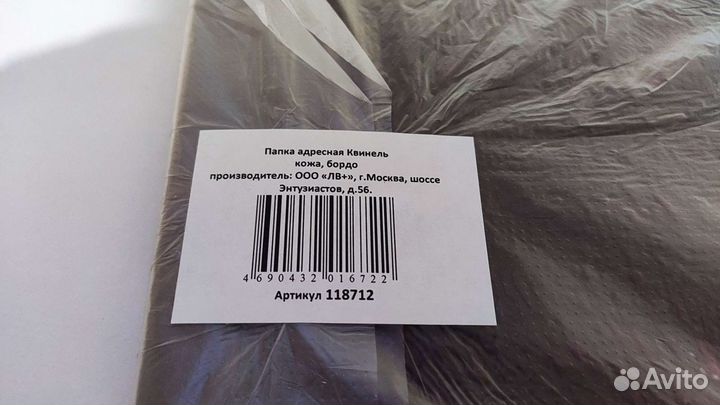 Папка адресная Квинель
кожа, бордо
производитель: ООО «ЛВ+», г.Москва, шоссе
Энтузиастов, д.56.
4 690432 016722
Артикул 118712
Avito